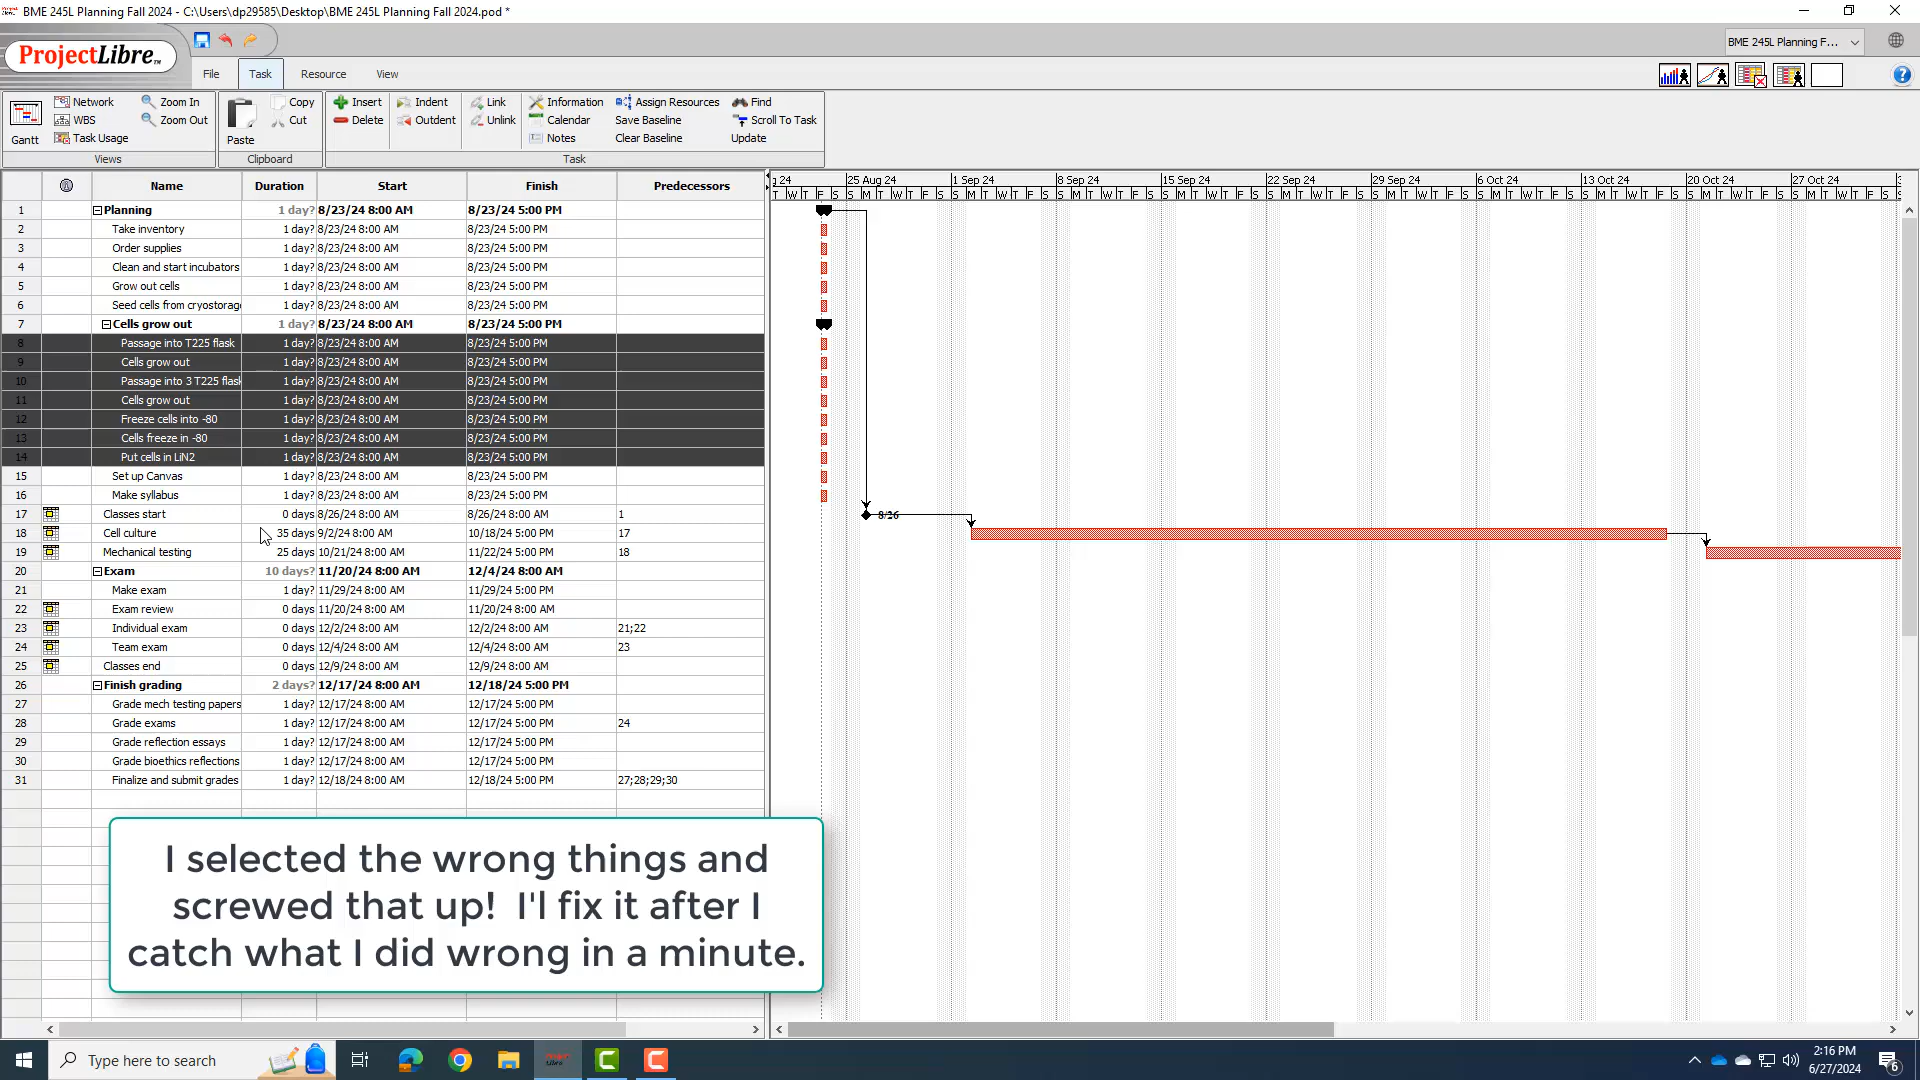 BME 245L Planning Fall 2024 - C:\Users\dp29585\Desktop\BME 245L Planning Fall 2024.pod *
ProjectLibre
BME 245L Planning F...
File Task Resource View
Network Zoom In Copy Insert Indent Link Information Assign Resources Find
WBS Zoom Out Cut Delete Outdent Unlink Calendar Save Baseline Scroll To Task
Gantt Task Usage Paste Notes Clear Baseline Update
Views Clipboard Task
Name Duration Start Finish Predecessors
24 25 Aug 24 1 Sep 24 8 Sep 24 15 Sep 24 22 Sep 24 29 Sep 24 6 Oct 24 13 Oct 24 20 Oct 24 27 Oct 24
T W T F S S M T W T F S S M T W T F S S M T W T F S S M T W T F S S M T W T F S S M T W T F S S M T W T F S S M T W T F S S M T W T F S S M T W T F S
1 Planning 1 day? 8/23/24 8:00 AM 8/23/24 5:00 PM
2 Take inventory 1 day? 8/23/24 8:00 AM 8/23/24 5:00 PM
3 Order supplies 1 day? 8/23/24 8:00 AM 8/23/24 5:00 PM
4 Clean and start incubators 1 day? 8/23/24 8:00 AM 8/23/24 5:00 PM
5 Grow out cells 1 day? 8/23/24 8:00 AM 8/23/24 5:00 PM
6 Seed cells from cryostorag 1 day? 8/23/24 8:00 AM 8/23/24 5:00 PM
7 Cells grow out 1 day? 8/23/24 8:00 AM 8/23/24 5:00 PM
8 Passage into T225 flask 1 day? 8/23/24 8:00 AM 8/23/24 5:00 PM
9 Cells grow out 1 day? 8/23/24 8:00 AM 8/23/24 5:00 PM
10 Passage into 3 T225 flask 1 day? 8/23/24 8:00 AM 8/23/24 5:00 PM
11 Cells grow out 1 day? 8/23/24 8:00 AM 8/23/24 5:00 PM
12 Freeze cells into -80 1 day? 8/23/24 8:00 AM 8/23/24 5:00 PM
13 Cells freeze in -80 1 day? 8/23/24 8:00 AM 8/23/24 5:00 PM
14 Put cells in LiN2 1 day? 8/23/24 8:00 AM 8/23/24 5:00 PM
15 Set up Canvas 1 day? 8/23/24 8:00 AM 8/23/24 5:00 PM
16 Make syllabus 1 day? 8/23/24 8:00 AM 8/23/24 5:00 PM
17 Classes start 0 days 8/26/24 8:00 AM 8/26/24 8:00 AM 1 8/26
18 Cell culture 35 days 9/2/24 8:00 AM 10/18/24 5:00 PM 17
19 Mechanical testing 25 days 10/21/24 8:00 AM 11/22/24 5:00 PM 18
20 Exam 10 days? 11/20/24 8:00 AM 12/4/24 8:00 AM
21 Make exam 1 day? 11/29/24 8:00 AM 11/29/24 5:00 PM
22 Exam review 0 days 11/20/24 8:00 AM 11/20/24 8:00 AM
23 Individual exam 0 days 12/2/24 8:00 AM 12/2/24 8:00 AM 21;22
24 Team exam 0 days 12/4/24 8:00 AM 12/4/24 8:00 AM 23
25 Classes end 0 days 12/9/24 8:00 AM 12/9/24 8:00 AM
26 Finish grading 2 days? 12/17/24 8:00 AM 12/18/24 5:00 PM
27 Grade mech testing papers 1 day? 12/17/24 8:00 AM 12/17/24 5:00 PM
28 Grade exams 1 day? 12/17/24 8:00 AM 12/17/24 5:00 PM 24
29 Grade reflection essays 1 day? 12/17/24 8:00 AM 12/17/24 5:00 PM
30 Grade bioethics reflections 1 day? 12/17/24 8:00 AM 12/17/24 5:00 PM
31 Finalize and submit grades 1 day? 12/18/24 8:00 AM 12/18/24 5:00 PM 27;28;29;30
I selected the wrong things and
screwed that up! I'l fix it after I
catch what I did wrong in a minute.
Type here to search
2:16 PM
6/27/2024
6